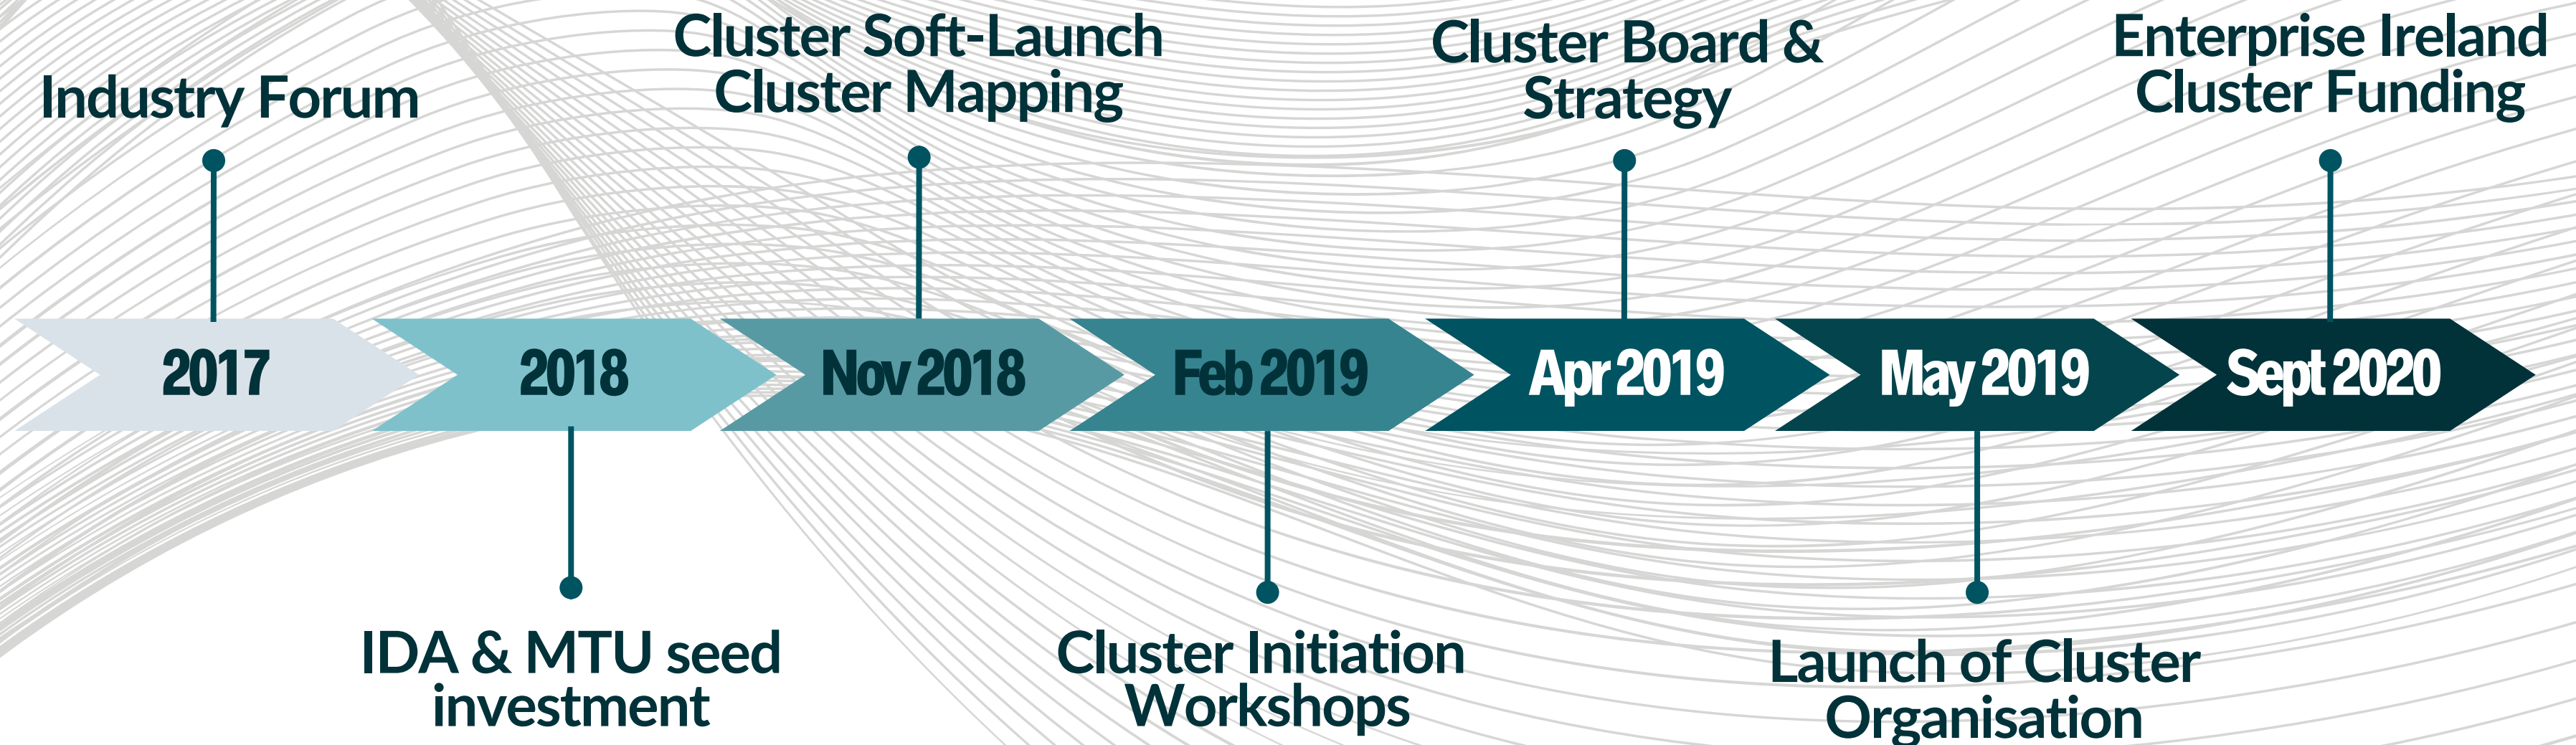 Industry Forum
Cluster Soft-Launch
Cluster Mapping
Cluster Board &
Strategy
Enterprise Ireland
Cluster Funding
2017
2018
Nov 2018
Feb 2019
Apr 2019
May 2019
Sept 2020
IDA & MTU seed
investment
Cluster Initiation
Workshops
Launch of Cluster
Organisation